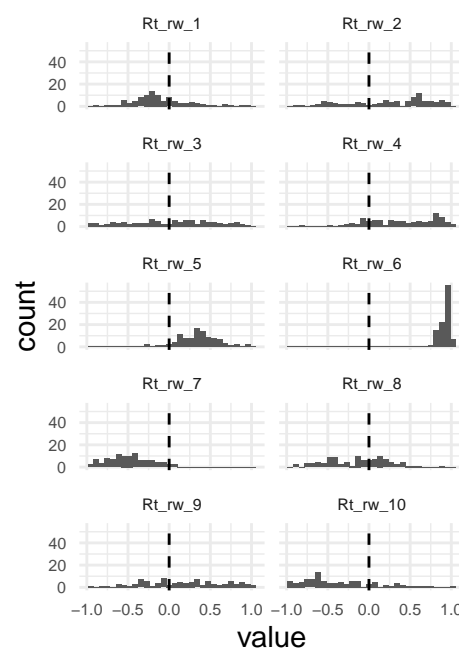 Rt_rw_1 Rt_rw_2
40
20
0
Rt_rw_3 Rt_rw_4
40
20
0
Rt_rw_5 Rt_rw_6
40
20
0
Rt_rw_7 Rt_rw_8
40
20
0
Rt_rw_9 Rt_rw_10
40
20
0
−1.0 −0.5 0.0 0.5 1.0 −1.0 −0.5 0.0 0.5 1.0
value
count